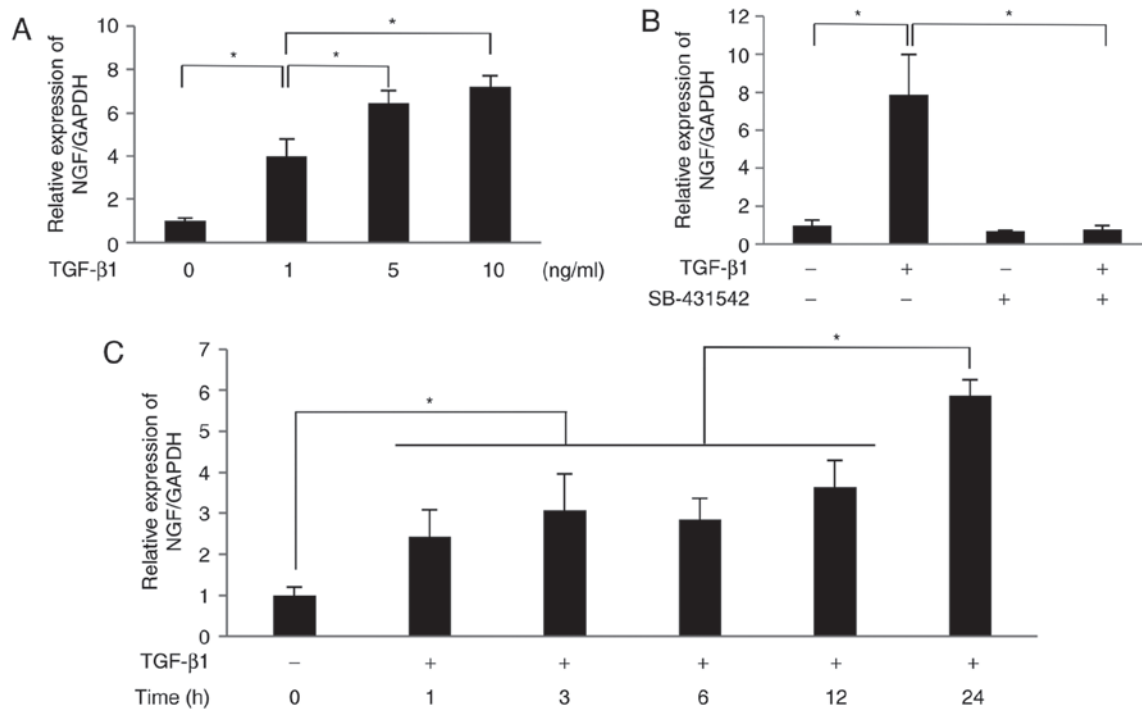 A
Relative expression of
NGF/GAPDH
10
8
6
4
2
0
*
*
*
TGF-β1 0 1 5 10 (ng/ml)
B
Relative expression of
NGF/GAPDH
12
10
8
6
4
2
0
*
*
TGF-β1 – + – +
SB-431542 – – + +
C
Relative expression of
NGF/GAPDH
7
6
5
4
3
2
1
0
*
*
TGF-β1 – + + + + +
Time (h) 0 1 3 6 12 24